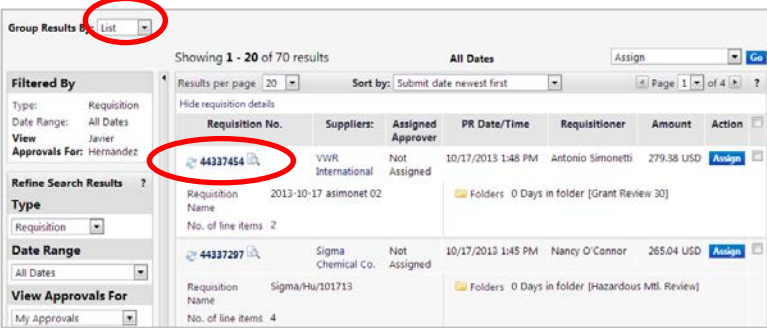 Group Results By: List
Showing 1 - 20 of 70 results All Dates Assign Go
Filtered By
Type: Requisition
Date Range: All Dates
View Approvals For: Javier Hernandez
Refine Search Results ?
Type
Requisition
Date Range
All Dates
View Approvals For
My Approvals
Results per page 20 Sort by: Submit date newest first Page 1 of 4 ?
Hide requisition details
Requisition No. Suppliers: Assigned Approver PR Date/Time Requisitioner Amount Action
44337454 VWR International Not Assigned 10/17/2013 1:48 PM Antonio Simonetti 279.38 USD Assign
Requisition Name 2013-10-17 asimonet 02 Folders 0 Days in folder [Grant Review 30]
No. of line items 2
44337297 Sigma Chemical Co. Not Assigned 10/17/2013 1:45 PM Nancy O'Connor 265.04 USD Assign
Requisition Name Sigma/Hu/101713 Folders 0 Days in folder [Hazardous Mtl. Review]
No. of line items 4